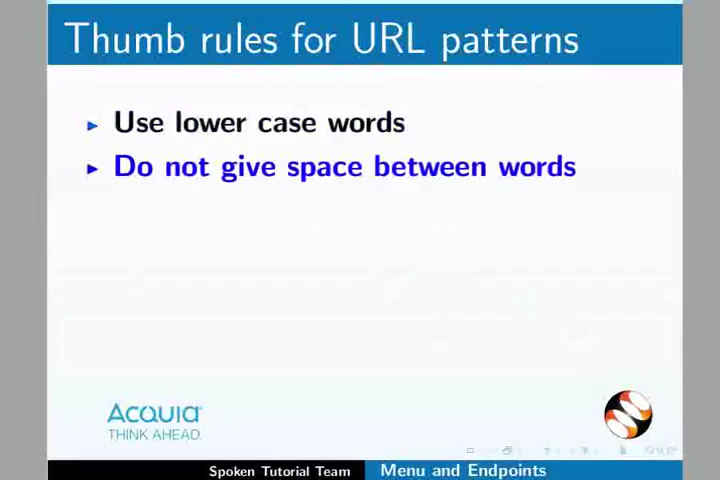 Thumb rules for URL patterns
Use lower case words
Do not give space between words
Acquia
THINK AHEAD.
Spoken Tutorial Team
Menu and Endpoints